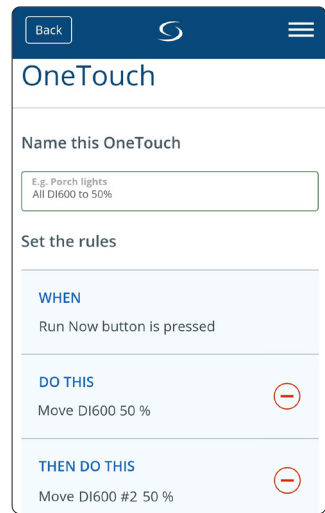 Back
OneTouch
Name this OneTouch
E.g. Porch lights
All DI600 to 50%
Set the rules
WHEN
Run Now button is pressed
DO THIS
Move DI600 50 %
THEN DO THIS
Move DI600 #2 50 %